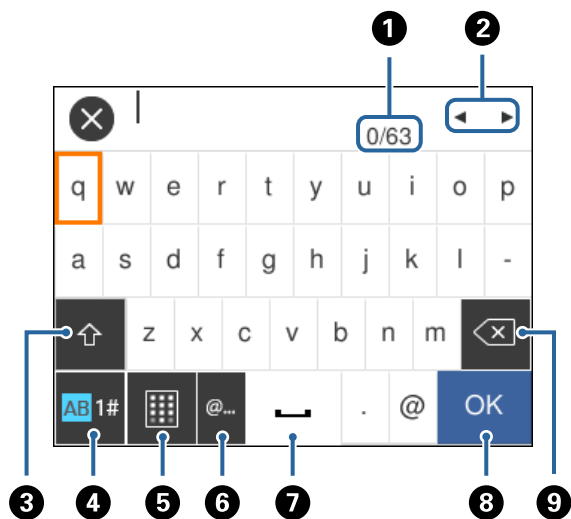 1 2
0/63
q w e r t y u i o p
a s d f g h j k l -
z x c v b n m
AB 1# @... . @ OK
3 4 5 6 7 8 9